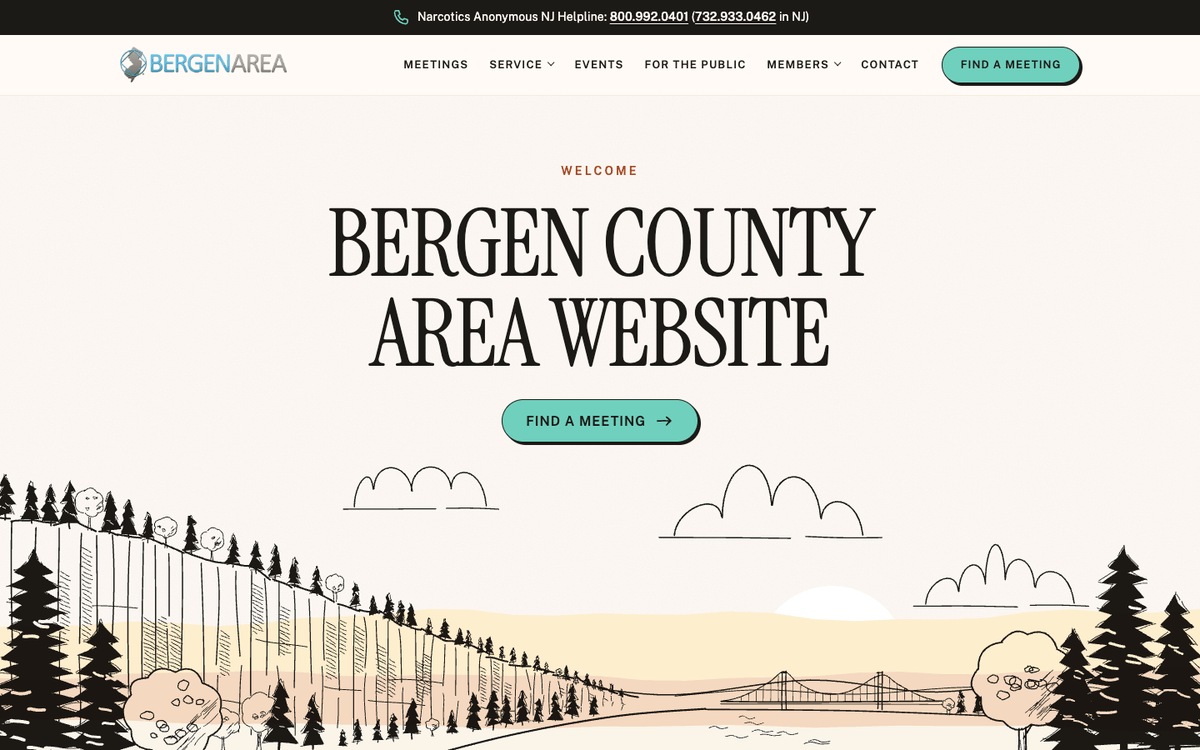 Narcotics Anonymous NJ Helpline: 800.992.0401 (732.933.0462 in NJ)
BERGENAREA
MEETINGS SERVICE EVENTS FOR THE PUBLIC MEMBERS CONTACT FIND A MEETING
WELCOME
BERGEN COUNTY
AREA WEBSITE
FIND A MEETING